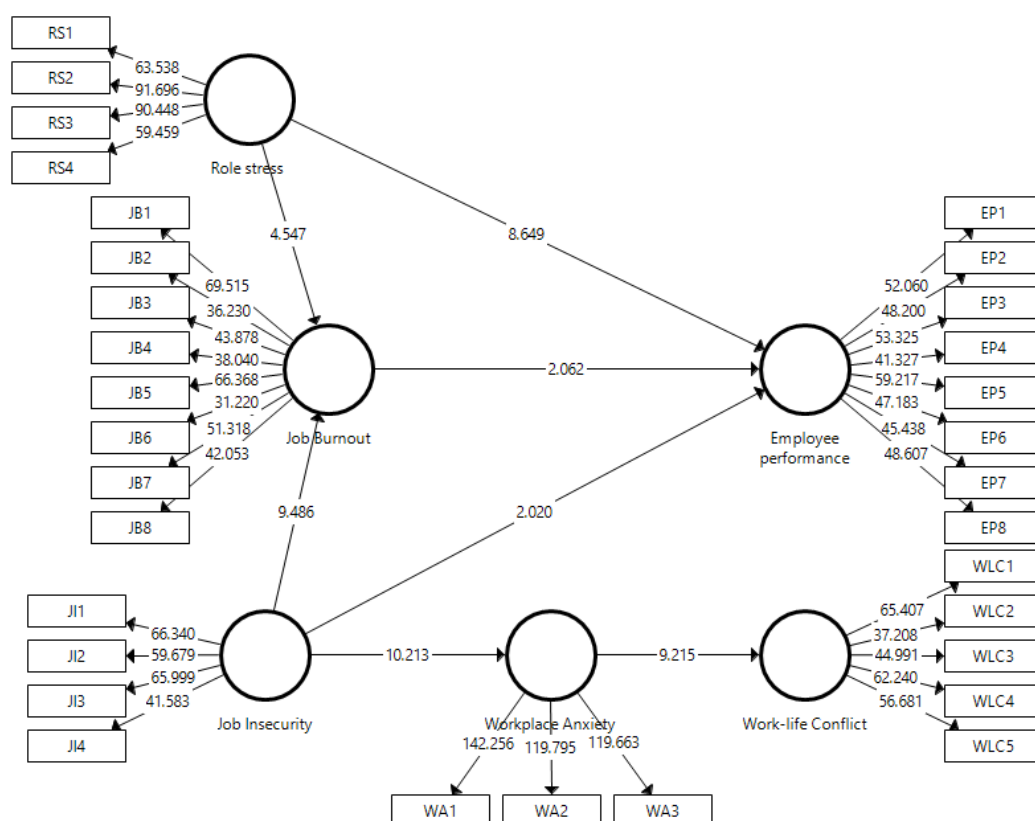 RS1
RS2
RS3
RS4
63.538
91.696
90.448
59.459
Role stress
4.547
8.649
JB1
JB2
JB3
JB4
JB5
JB6
JB7
JB8
69.515
36.230
43.878
38.040
66.368
31.220
51.318
42.053
Job Burnout
2.062
EP1
EP2
EP3
EP4
EP5
EP6
EP7
EP8
52.060
48.200
53.325
41.327
59.217
47.183
45.438
48.607
Employee
performance
9.486
2.020
JI1
JI2
JI3
JI4
66.340
59.679
65.999
41.583
Job Insecurity
10.213
Workplace Anxiety
142.256
119.795
119.663
WA1
WA2
WA3
9.215
Work-life Conflict
65.407
37.208
44.991
62.240
56.681
WLC1
WLC2
WLC3
WLC4
WLC5